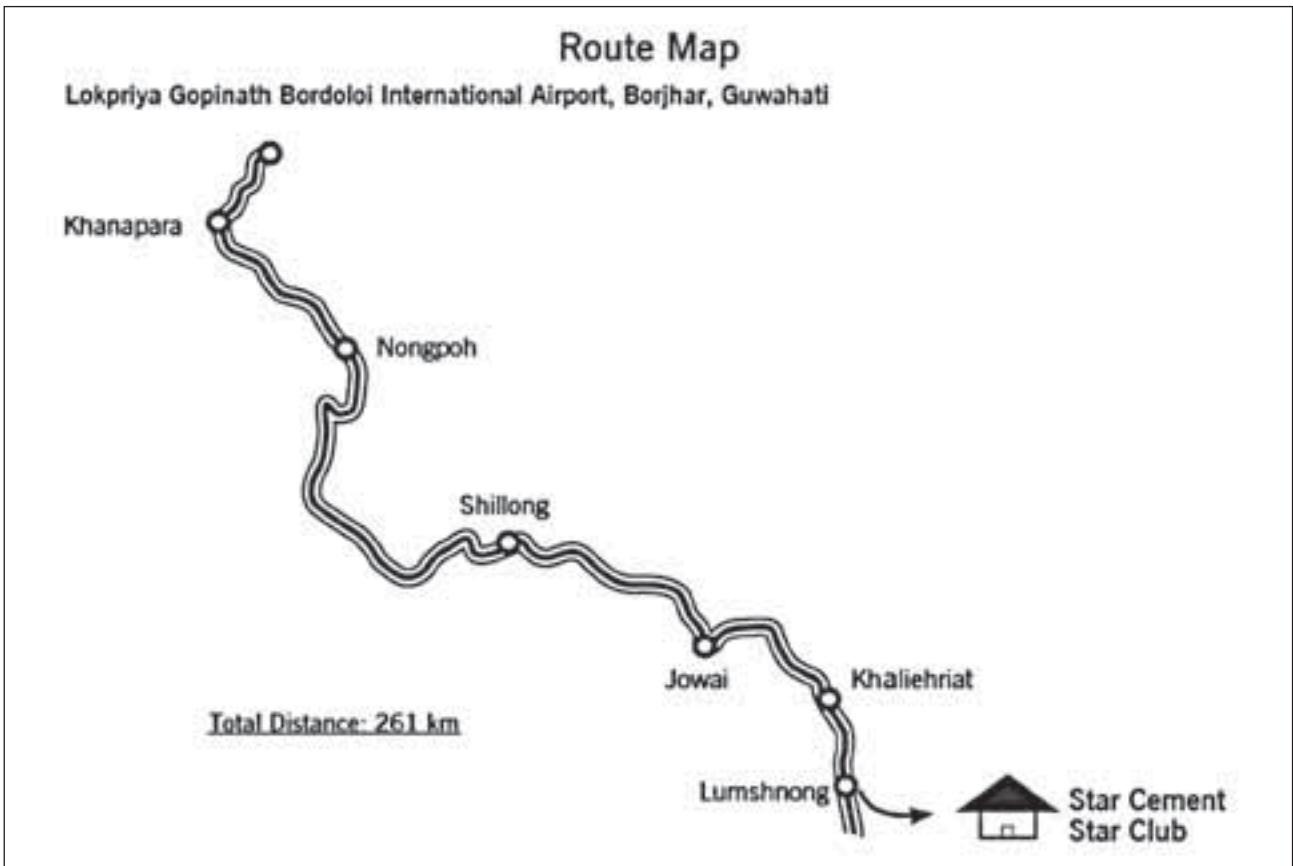 Route Map
Lokpriya Gopinath Bordoloi International Airport, Borjhar, Guwahati
Khanapara
Nongpoh
Shillong
Jowai
Khaliehriat
Total Distance: 261 km
Lumshnong
Star Cement
Star Club